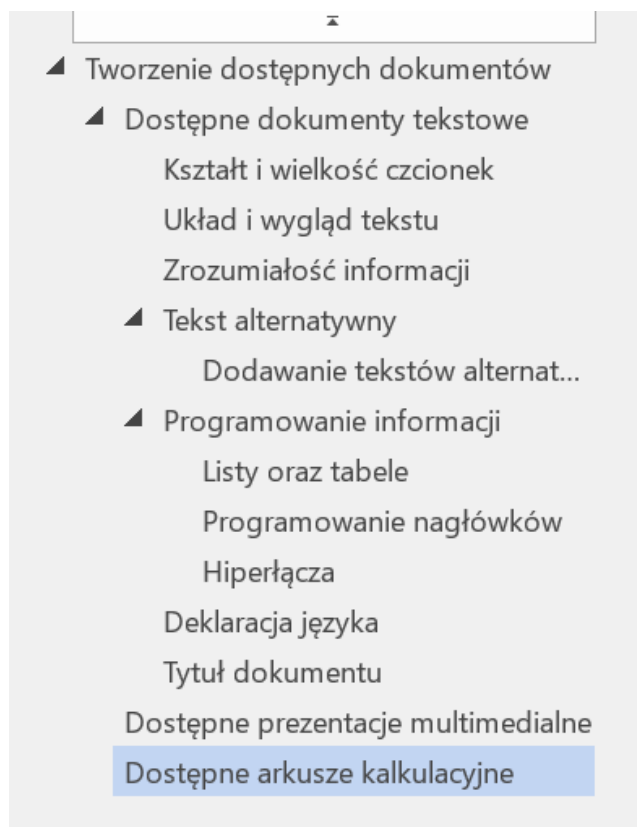 Tworzenie dostępnych dokumentów
Dostępne dokumenty tekstowe
Kształt i wielkość czcionek
Układ i wygląd tekstu
Zrozumiałość informacji
Tekst alternatywny
Dodawanie tekstów alternat...
Programowanie informacji
Listy oraz tabele
Programowanie nagłówków
Hiperłącza
Deklaracja języka
Tytuł dokumentu
Dostępne prezentacje multimedialne
Dostępne arkusze kalkulacyjne